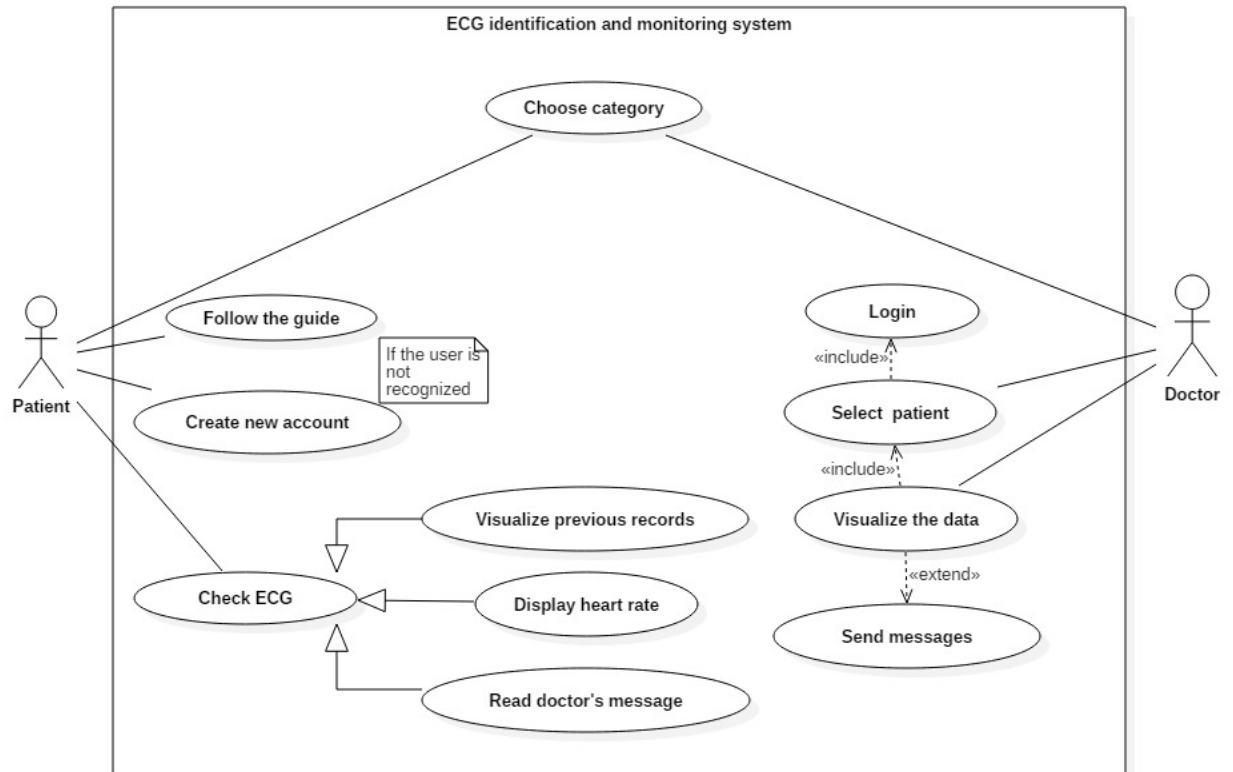 ECG identification and monitoring system
Choose category
Follow the guide
If the user is
not
recognized
Create new account
Patient
Login
«include»
Select  patient
Doctor
«include»
Visualize previous records
Visualize the data
«extend»
Check ECG
Display heart rate
Send messages
Read doctor's message